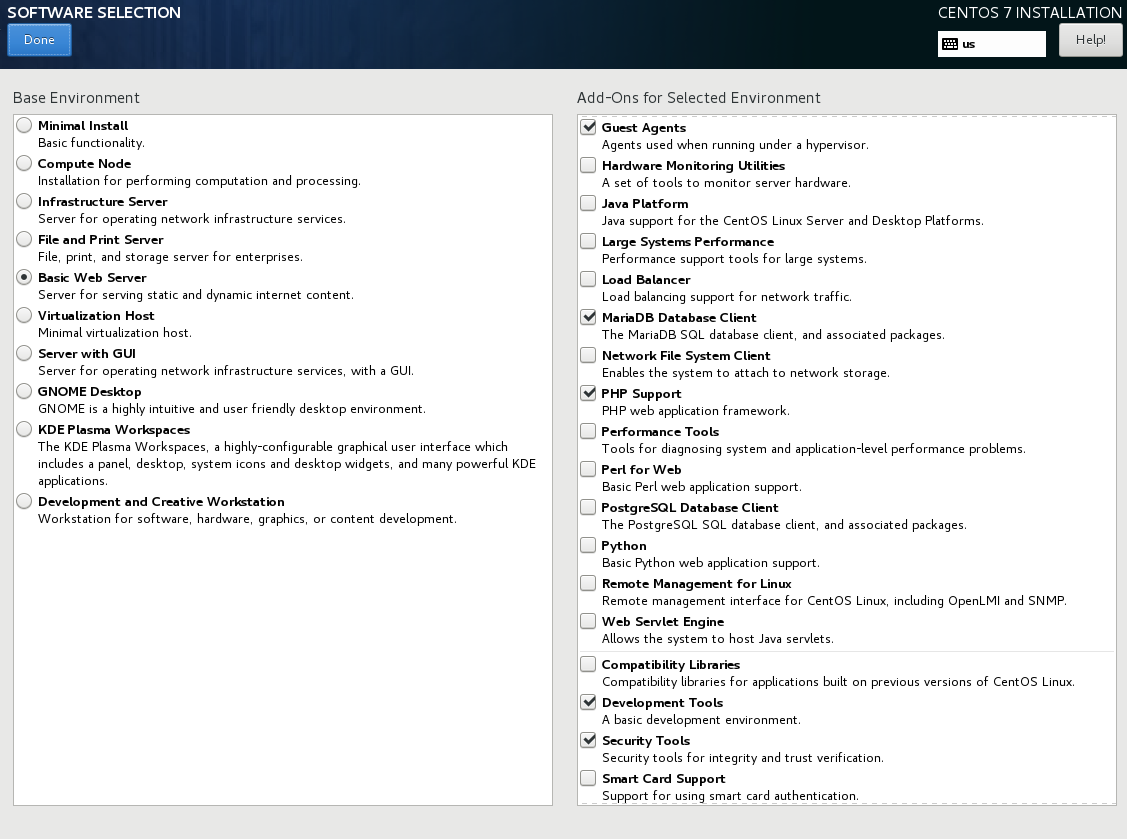 SOFTWARE SELECTION
CENTOS 7 INSTALLATION
Done
us
Help!
Base Environment
Minimal Install
Basic functionality.
Compute Node
Installation for performing computation and processing.
Infrastructure Server
Server for operating network infrastructure services.
File and Print Server
File, print, and storage server for enterprises.
Basic Web Server
Server for serving static and dynamic internet content.
Virtualization Host
Minimal virtualization host.
Server with GUI
Server for operating network infrastructure services, with a GUI.
GNOME Desktop
GNOME is a highly intuitive and user friendly desktop environment.
KDE Plasma Workspaces
The KDE Plasma Workspaces, a highly-configurable graphical user interface which
includes a panel, desktop, system icons and desktop widgets, and many powerful KDE
applications.
Development and Creative Workstation
Workstation for software, hardware, graphics, or content development.
Add-Ons for Selected Environment
Guest Agents
Agents used when running under a hypervisor.
Hardware Monitoring Utilities
A set of tools to monitor server hardware.
Java Platform
Java support for the CentOS Linux Server and Desktop Platforms.
Large Systems Performance
Performance support tools for large systems.
Load Balancer
Load balancing support for network traffic.
MariaDB Database Client
The MariaDB SQL database client, and associated packages.
Network File System Client
Enables the system to attach to network storage.
PHP Support
PHP web application framework.
Performance Tools
Tools for diagnosing system and application-level performance problems.
Perl for Web
Basic Perl web application support.
PostgreSQL Database Client
The PostgreSQL SQL database client, and associated packages.
Python
Basic Python web application support.
Remote Management for Linux
Remote management interface for CentOS Linux, including OpenLMI and SNMP.
Web Servlet Engine
Allows the system to host Java servlets.
Compatibility Libraries
Compatibility libraries for applications built on previous versions of CentOS Linux.
Development Tools
A basic development environment.
Security Tools
Security tools for integrity and trust verification.
Smart Card Support
Support for using smart card authentication.